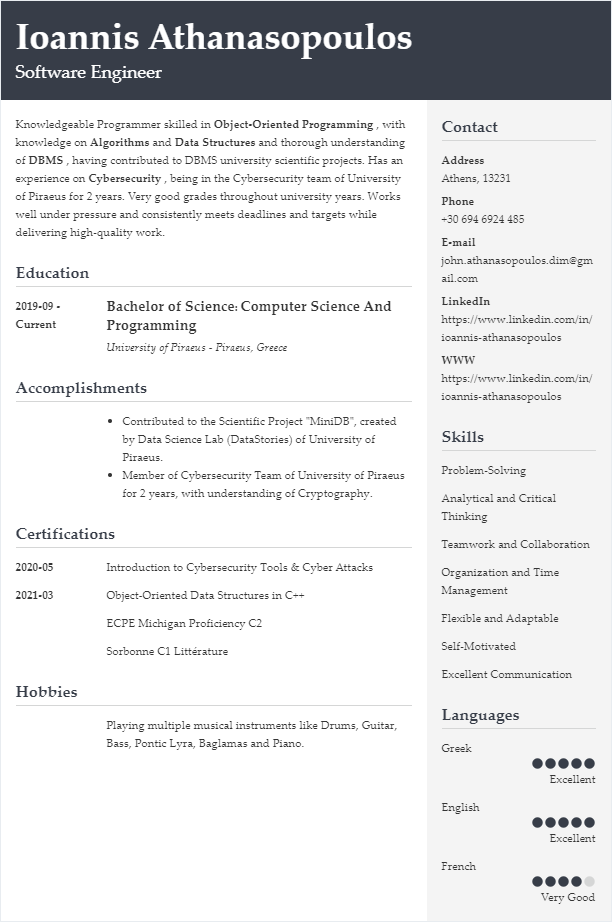 Ioannis Athanasopoulos
Software Engineer
Knowledgeable Programmer skilled in Object-Oriented Programming , with
knowledge on Algorithms and Data Structures and thorough understanding
of DBMS , having contributed to DBMS university scientific projects. Has an
experience on Cybersecurity , being in the Cybersecurity team of University
of Piraeus for 2 years. Very good grades throughout university years. Works
well under pressure and consistently meets deadlines and targets while
delivering high-quality work.
Education
2019-09 -
Current
Bachelor of Science: Computer Science And
Programming
University of Piraeus - Piraeus, Greece
Accomplishments
• Contributed to the Scientific Project "MiniDB", created
by Data Science Lab (DataStories) of University of
Piraeus.
• Member of Cybersecurity Team of University of Piraeus
for 2 years, with understanding of Cryptography.
Certifications
2020-05 Introduction to Cybersecurity Tools & Cyber Attacks
2021-03 Object-Oriented Data Structures in C++
ECPE Michigan Proficiency C2
Sorbonne C1 Littérature
Hobbies
Playing multiple musical instruments like Drums, Guitar,
Bass, Pontic Lyra, Baglamas and Piano.
Contact
Address
Athens, 13231
Phone
+30 694 6924 485
E-mail
john.athanasopoulos.dim@gm
ail.com
LinkedIn
https://www.linkedin.com/in/
ioannis-athanasopoulos
WWW
https://www.linkedin.com/in/
ioannis-athanasopoulos
Skills
Problem-Solving
Analytical and Critical
Thinking
Teamwork and Collaboration
Organization and Time
Management
Flexible and Adaptable
Self-Motivated
Excellent Communication
Languages
Greek
Excellent
English
Excellent
French
Very Good